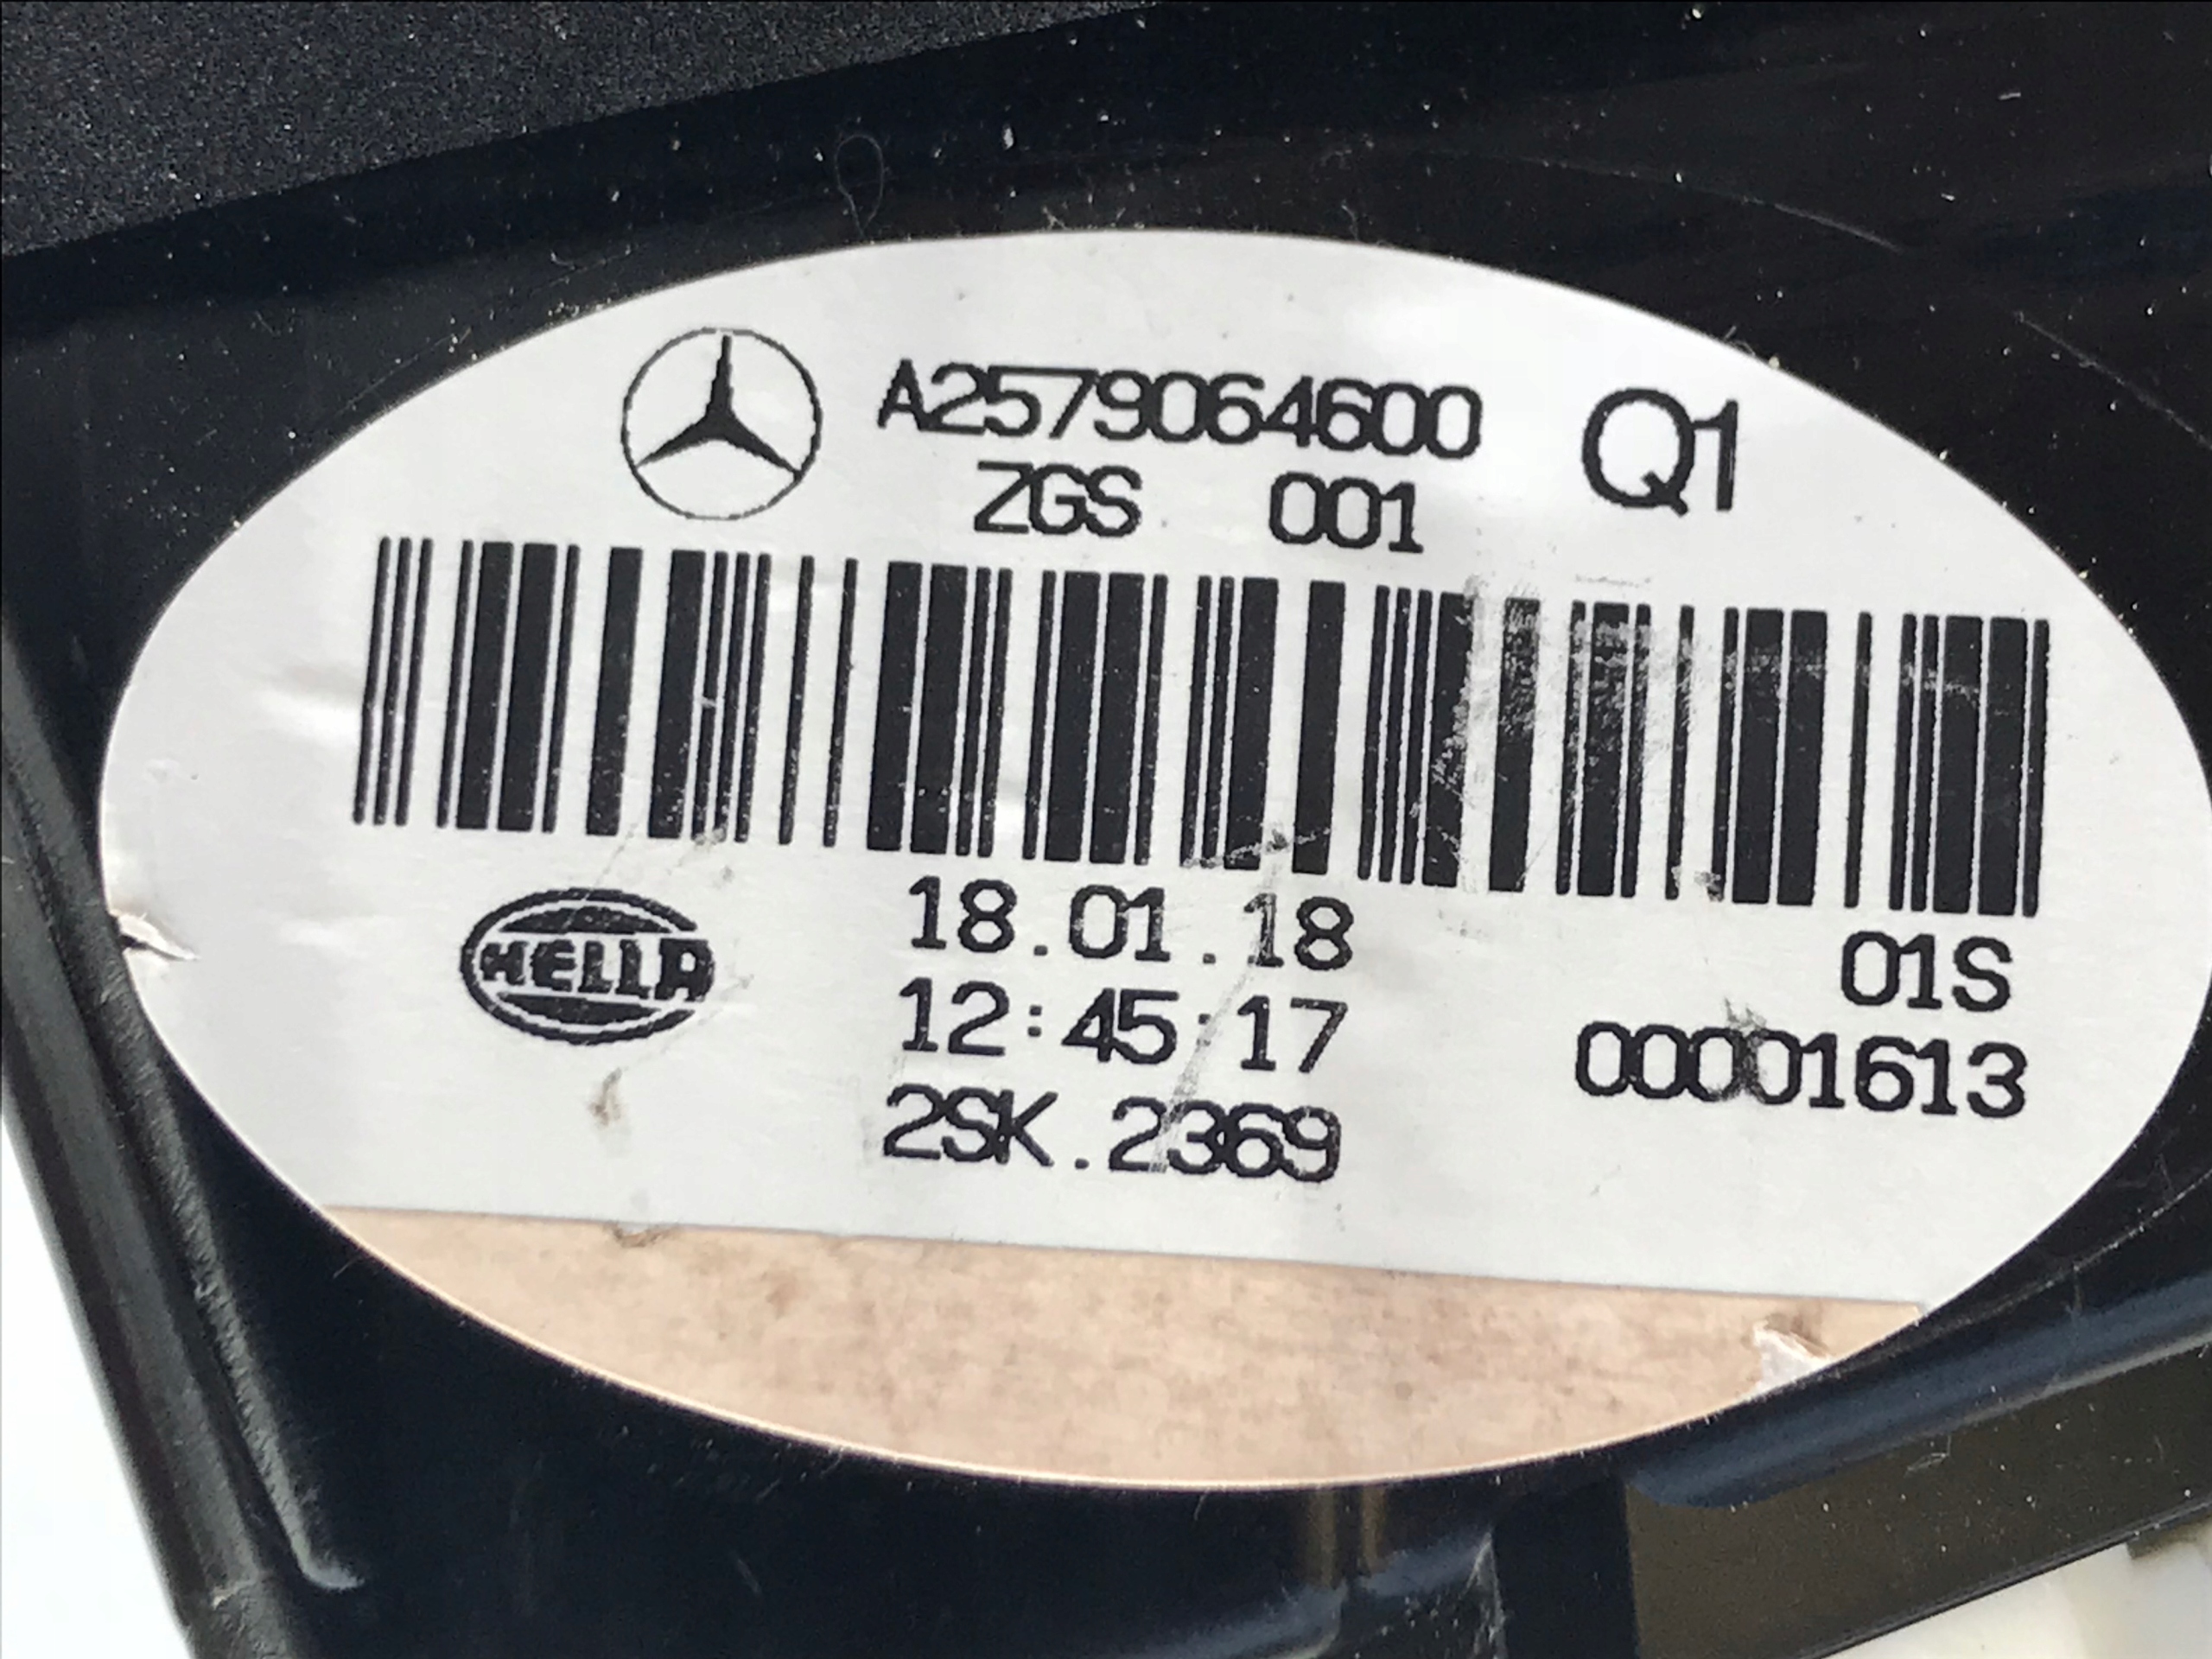 A2579064600 Q1
ZGS 001
HELLA
18.01.18
01S
12:45:17
00001613
2SK.2369